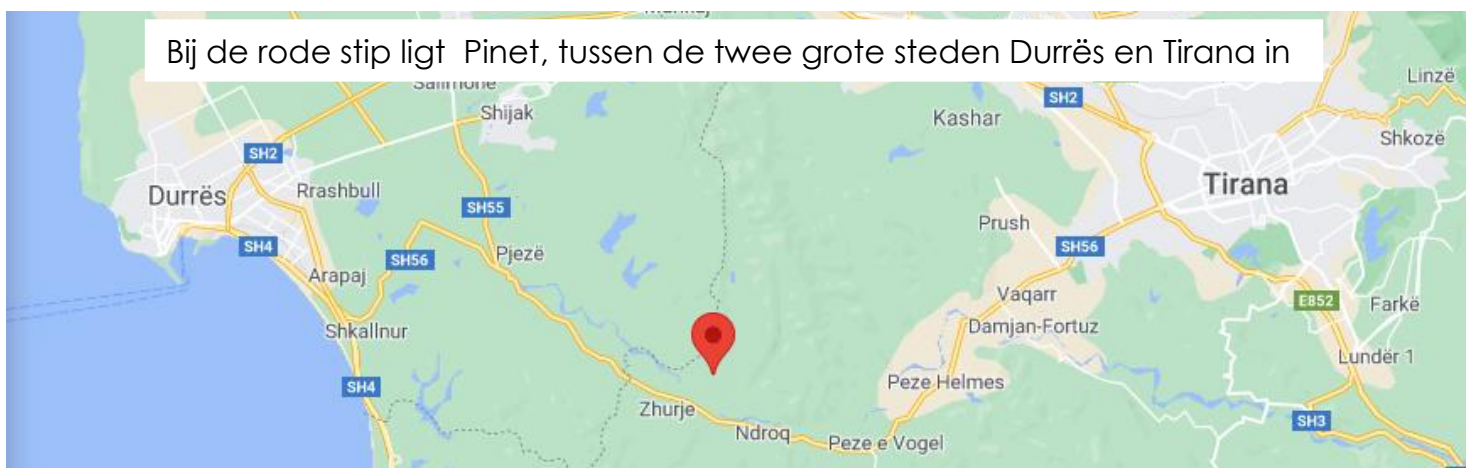 Bij de rode stip ligt Pinet, tussen de twee grote steden Durrës en Tirana in
Linzë
SH2
Shijak
Kashar
Shkozë
SH2
Tirana
Durrës
Rrashbull
SH55
Prush
SH4
SH56
Pjezë
SH56
Arapaj
Vaqarr
E852
Farkë
Shkallnur
Damjan-Fortuz
Lundër 1
SH4
Peze Helmes
Zhurje
SH3
Ndroq
Peze e Vogel